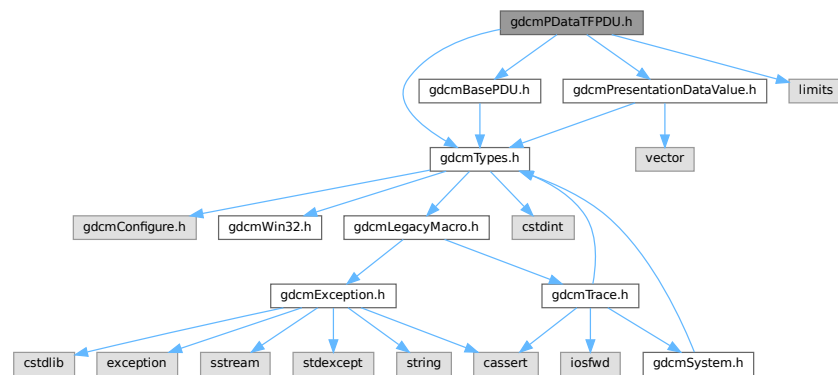 gdcmPDataTFPDU.h
gdcmBasePDU.h
gdcmPresentationDataValue.h
limits
gdcmTypes.h
vector
gdcmConfigure.h
gdcmWin32.h
gdcmLegacyMacro.h
cstdint
gdcmException.h
gdcmTrace.h
cstdlib
exception
sstream
stdexcept
string
cassert
iosfwd
gdcmSystem.h